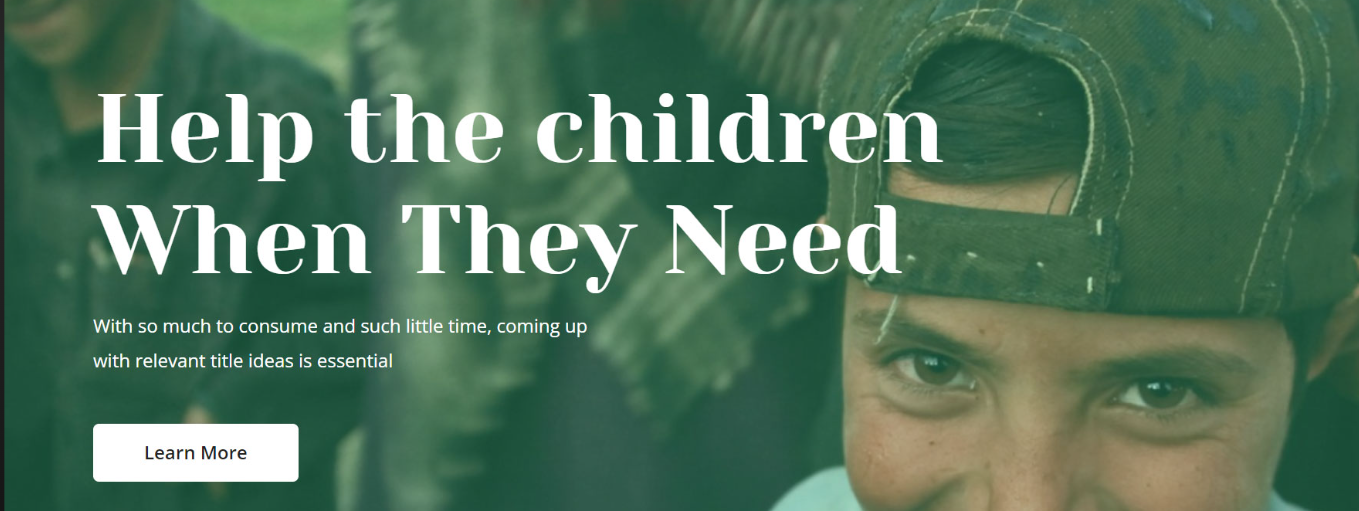 Help the children
When They Need
With so much to consume and such little time, coming up
with relevant title ideas is essential
Learn More